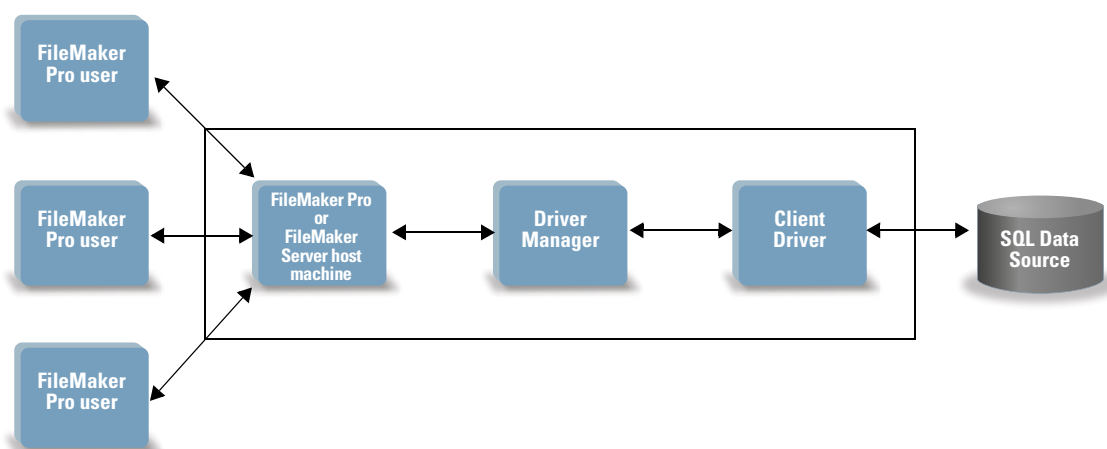 FileMaker
Pro user
FileMaker
Pro user
FileMaker Pro
or
FileMaker
Server host
machine
Driver
Manager
Client
Driver
SQL Data
Source
FileMaker
Pro user